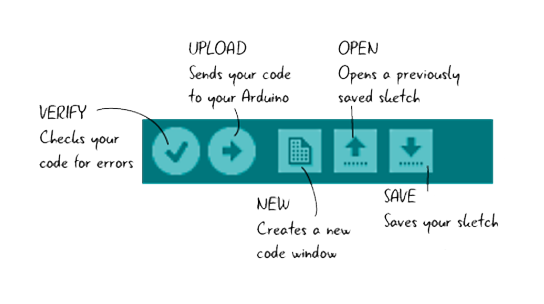 UPLOAD
Sends your code
to your Arduino
OPEN
Opens a previously
saved sketch
VERIFY
Checks your
code for errors
NEW
Creates a new
code window
SAVE
Saves your sketch